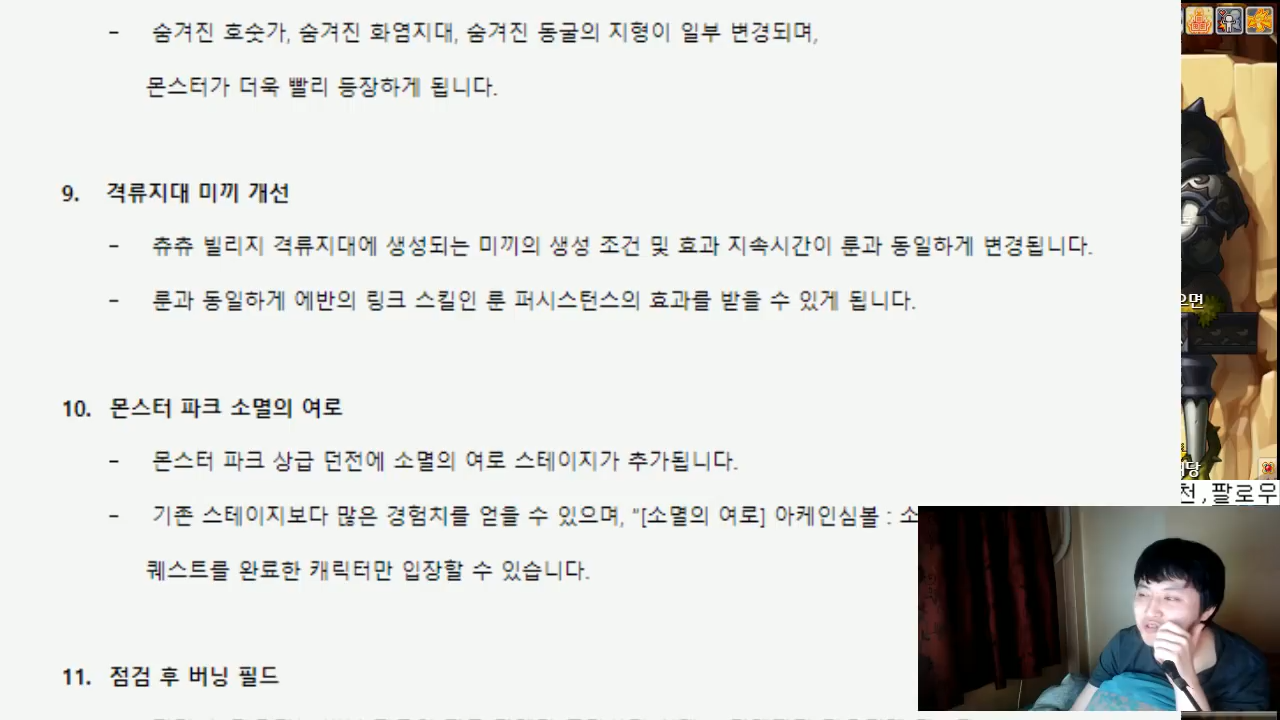 - 숨겨진 호숫가, 숨겨진 화염지대, 숨겨진 동굴의 지형이 일부 변경되며,
몬스터가 더욱 빨리 등장하게 됩니다.
9. 격류지대 미끼 개선
- 츄츄 빌리지 격류지대에 생성되는 미끼의 생성 조건 및 효과 지속시간이 룬과 동일하게 변경됩니다.
- 룬과 동일하게 에반의 링크 스킬인 룬 퍼시스턴스의 효과를 받을 수 있게 됩니다.
10. 몬스터 파크 소멸의 여로
- 몬스터 파크 상급 던전에 소멸의 여로 스테이지가 추가됩니다.
- 기존 스테이지보다 많은 경험치를 얻을 수 있으며, "[소멸의 여로] 아케인심볼 : 소
퀘스트를 완료한 캐릭터만 입장할 수 있습니다.
11. 점검 후 버닝 필드
으면
당
천,팔로우